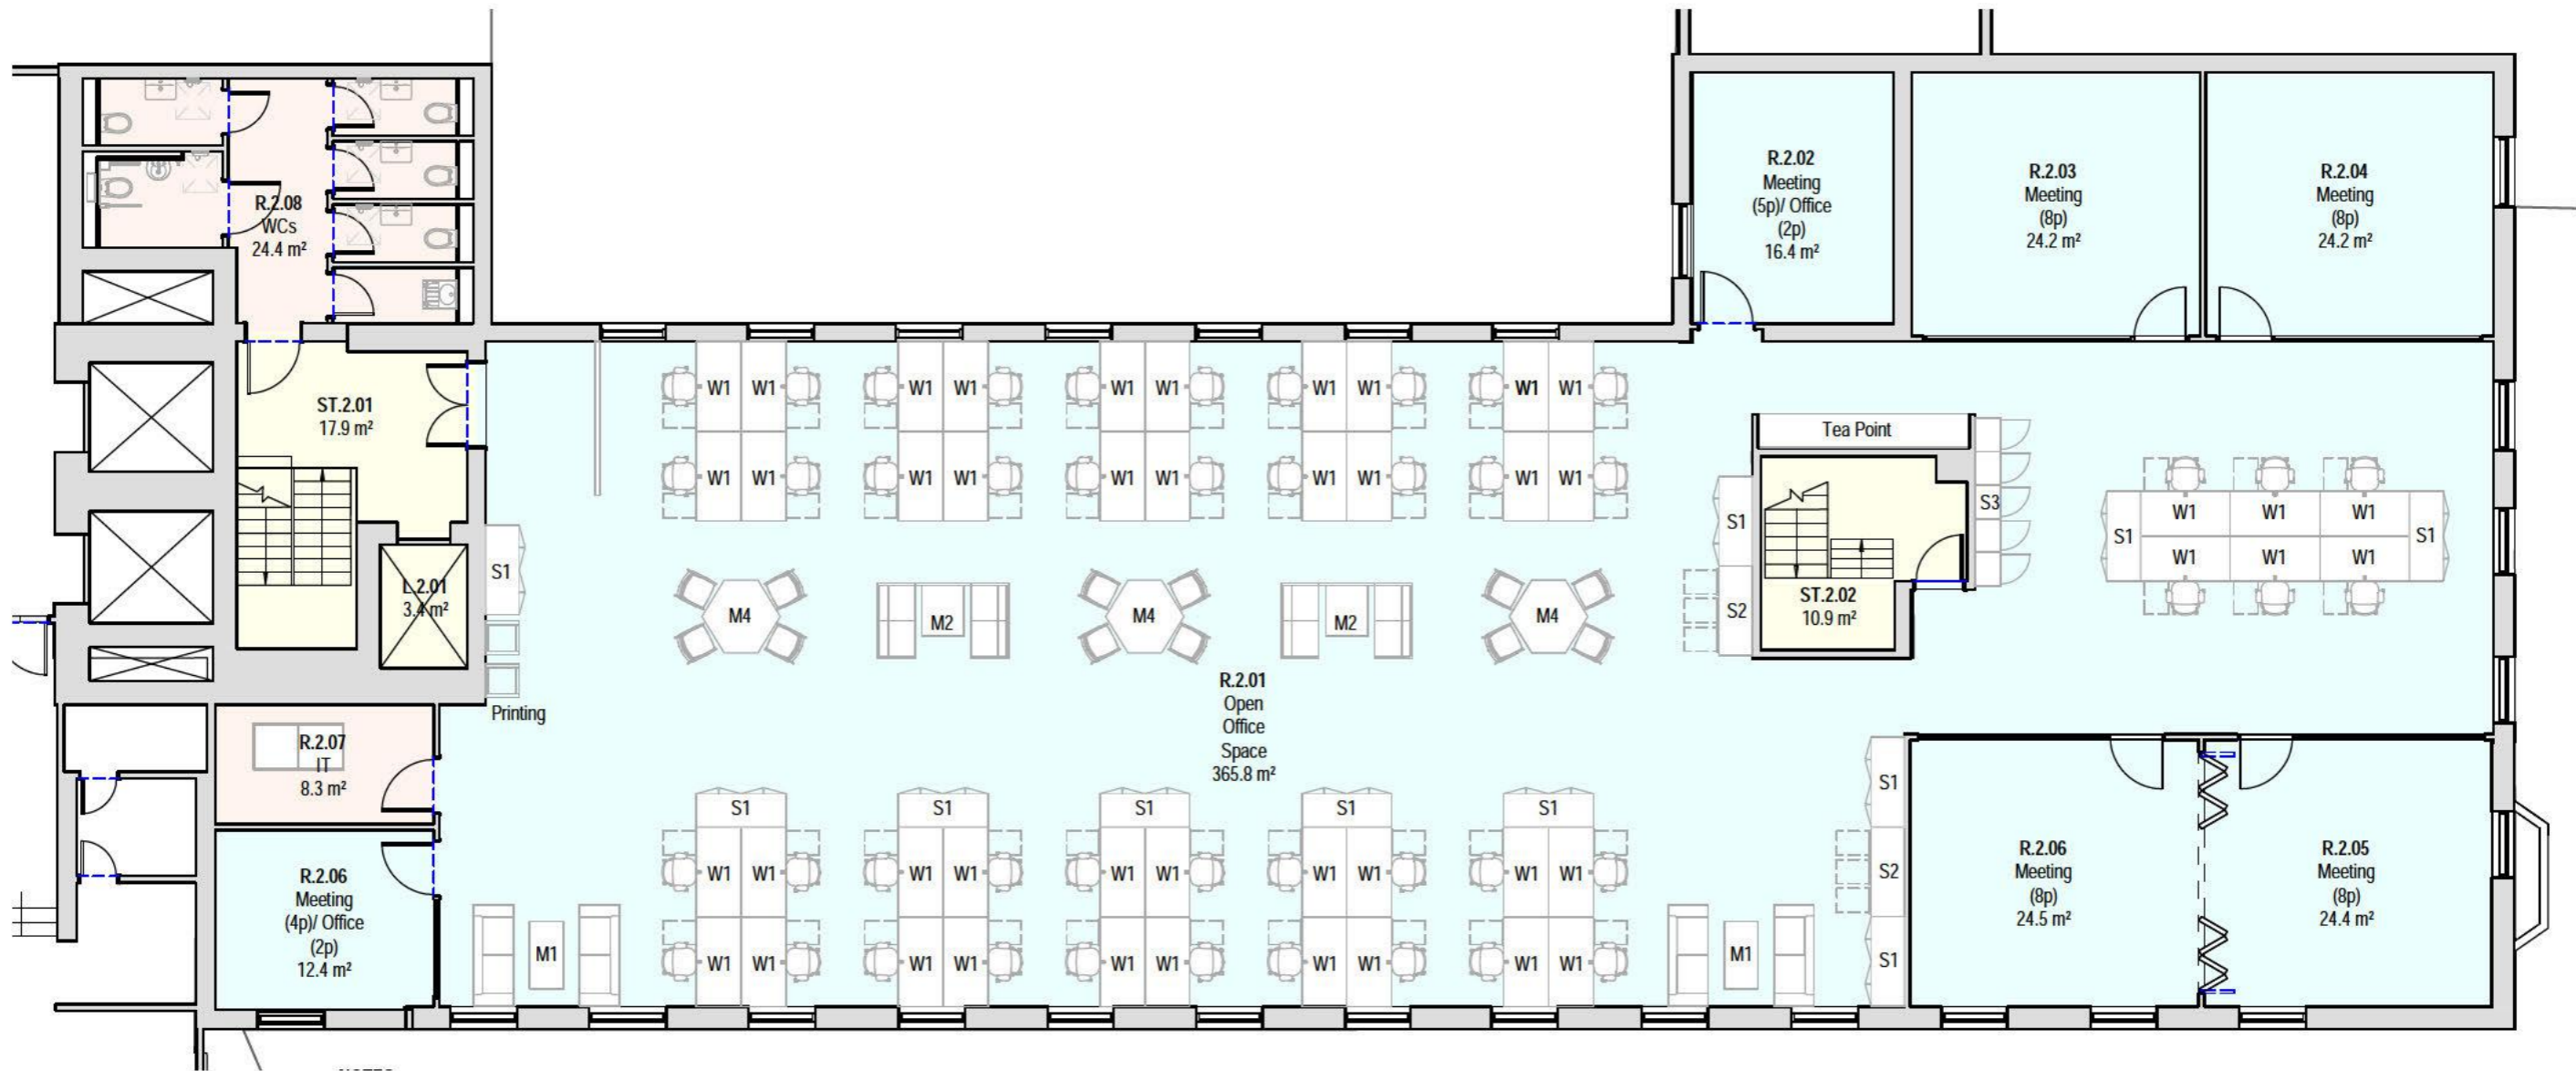 R.2.08
WCs
24.4 m²
R.2.02
Meeting
(5p)/ Office
(2p)
16.4 m²
R.2.03
Meeting
(8p)
24.2 m²
R.2.04
Meeting
(8p)
24.2 m²
ST.2.01
17.9 m²
W1 W1 W1 W1 W1 W1 W1 W1 W1 W1
W1 W1 W1 W1 W1 W1 W1 W1 W1 W1
Tea Point
S1
S3
S1
W1 W1 W1
W1 W1 W1
S1
L.2.01
3.4 m²
S1
M4
M2
M4
M2
M4
S2
ST.2.02
10.9 m²
Printing
R.2.01
Open
Office
Space
365.8 m²
R.2.07
IT
8.3 m²
S1 S1 S1 S1 S1
W1 W1 W1 W1 W1 W1 W1 W1 W1 W1
W1 W1 W1 W1 W1 W1 W1 W1 W1 W1
S1
S2
S1
R.2.06
Meeting
(4p)/ Office
(2p)
12.4 m²
M1
M1
R.2.06
Meeting
(8p)
24.5 m²
R.2.05
Meeting
(8p)
24.4 m²